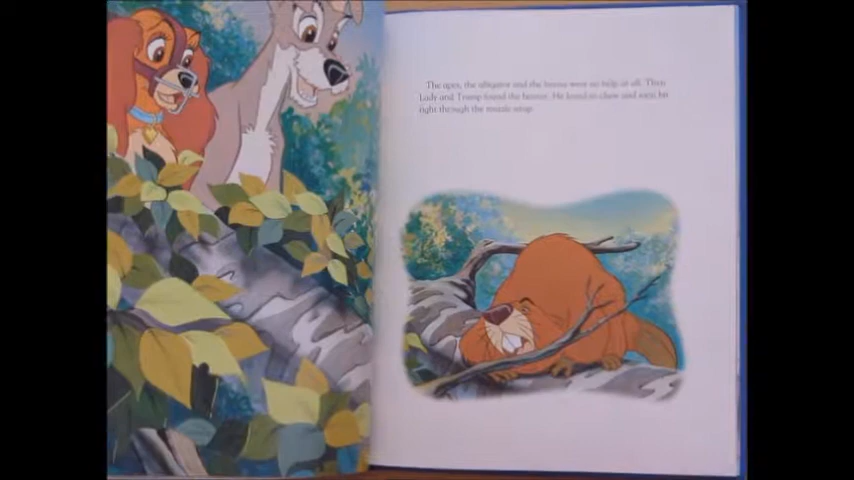 The apes, the alligator and the hyena were no help at all. Then
Lady and Tramp found the beaver. He loved to chew and soon bit
right through the muzzle strap.